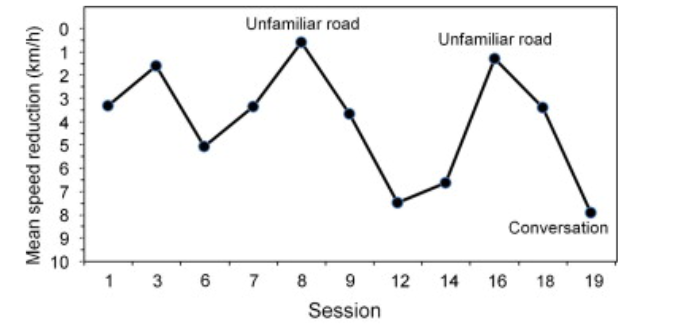 Mean speed reduction (km/h)
0
1
2
3
4
5
6
7
8
9
10
Unfamiliar road
Unfamiliar road
Conversation
1 3 6 7 8 9 12 14 16 18 19
Session